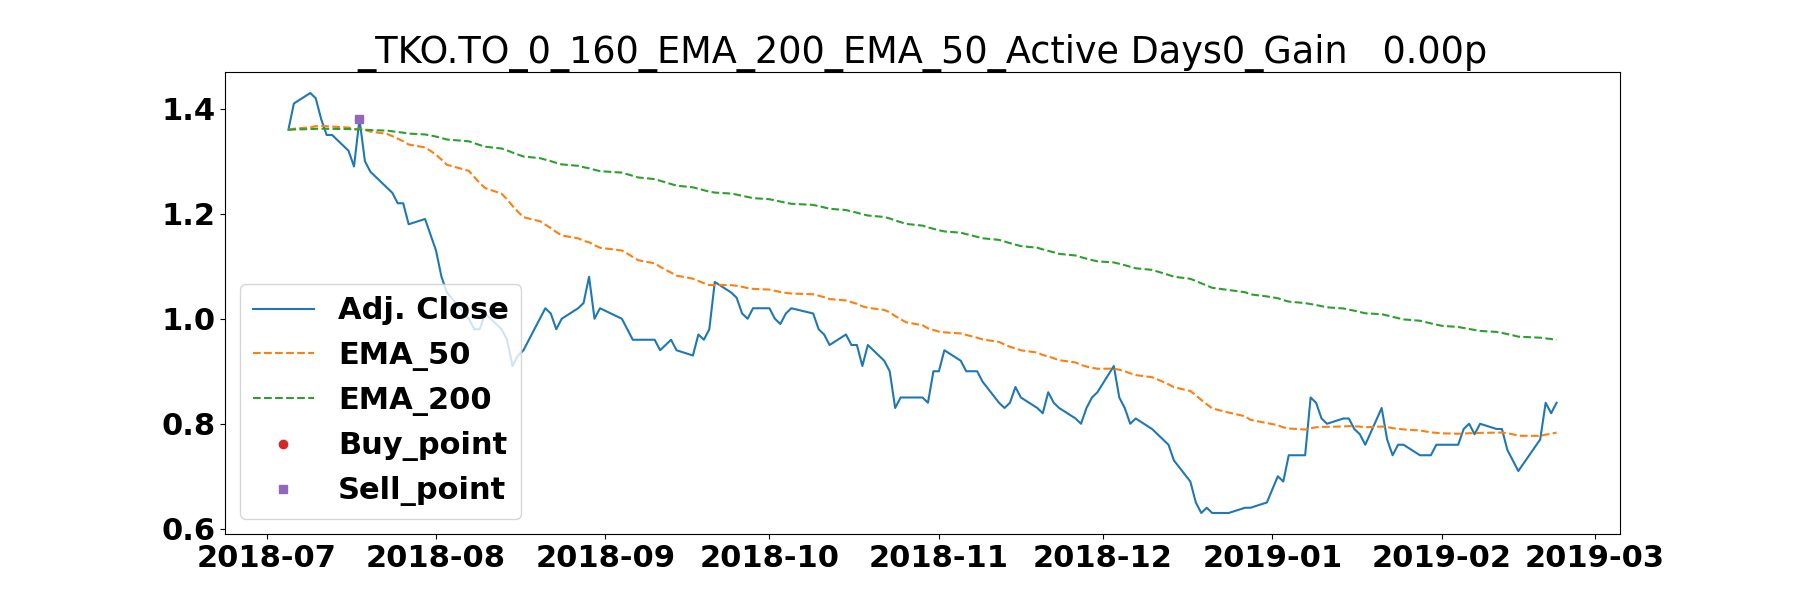 _TKO.TO_0_160_EMA_200_EMA_50_Active Days0_Gain   0.00p
1.4
1.2
1.0
0.8
0.6
Adj. Close
EMA_50
EMA_200
Buy_point
Sell_point
2018-07 2018-08 2018-09 2018-10 2018-11 2018-12 2019-01 2019-02 2019-03